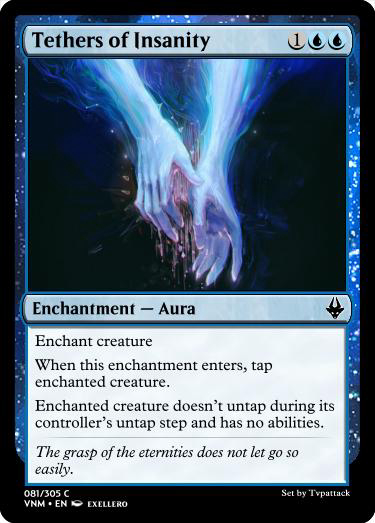 Tethers of Insanity 1
Enchantment — Aura
Enchant creature
When this enchantment enters, tap
enchanted creature.
Enchanted creature doesn't untap during its
controller's untap step and has no abilities.
The grasp of the eternities does not let go so
easily.
081/305 C Set by Tvpattack
VNM • EN EXELLERO